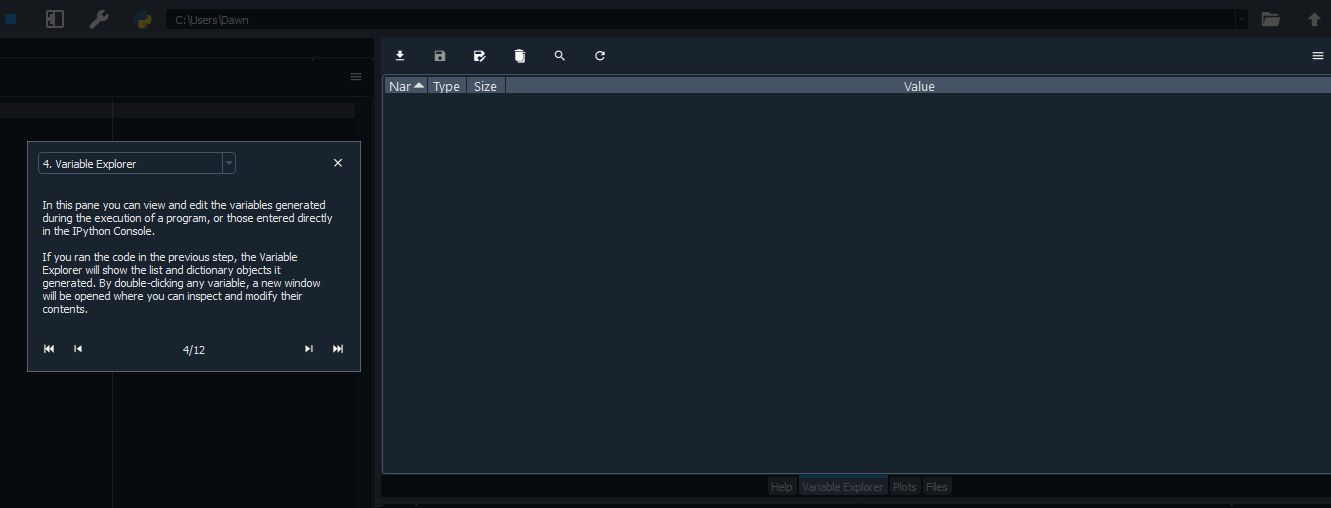 C:\Users\Dawn
Nar Type Size Value
4. Variable Explorer
In this pane you can view and edit the variables generated
during the execution of a program, or those entered directly
in the IPython Console.
If you ran the code in the previous step, the Variable
Explorer will show the list and dictionary objects it
generated. By double-clicking any variable, a new window
will be opened where you can inspect and modify their
contents.
4/12
Help Variable Explorer Plots Files